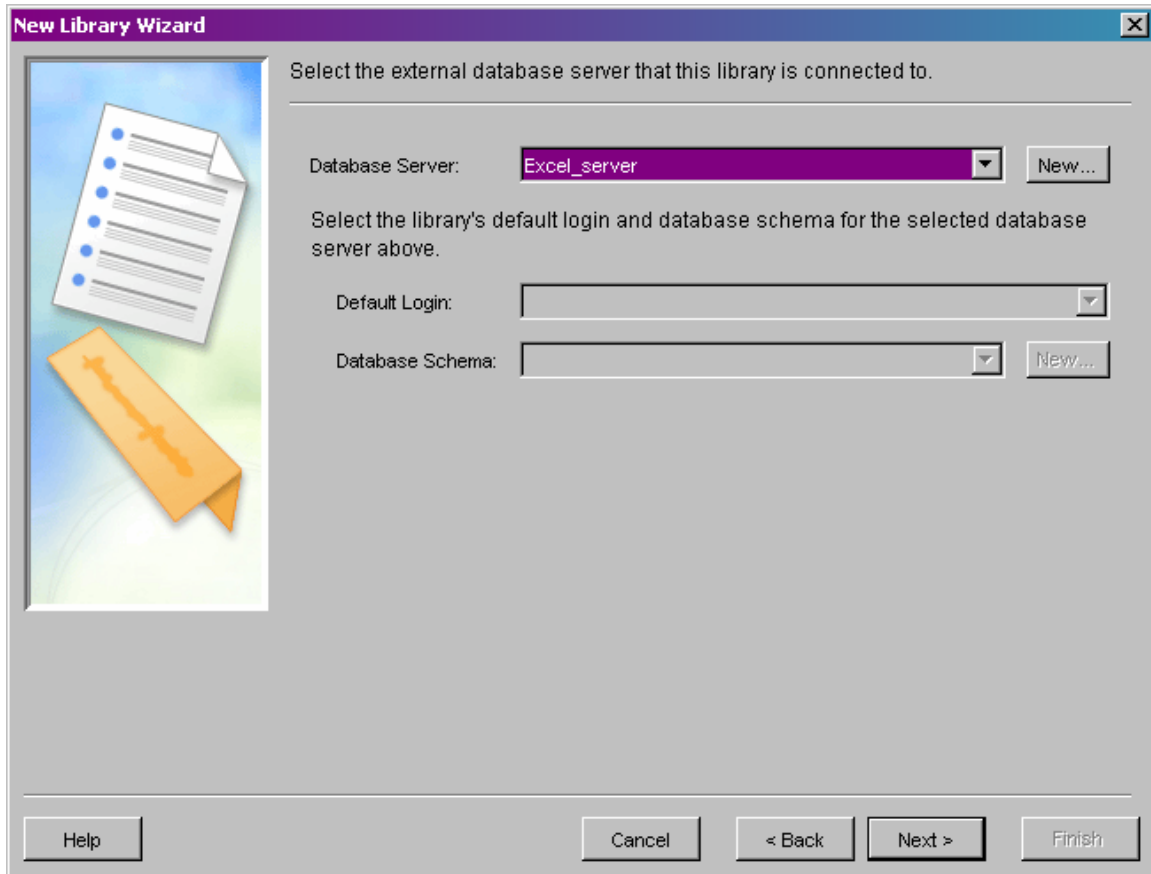 New Library Wizard
Select the external database server that this library is connected to.
Database Server: Excel_server New...
Select the library's default login and database schema for the selected database
server above.
Default Login:
Database Schema: New...
Help Cancel < Back Next > Finish